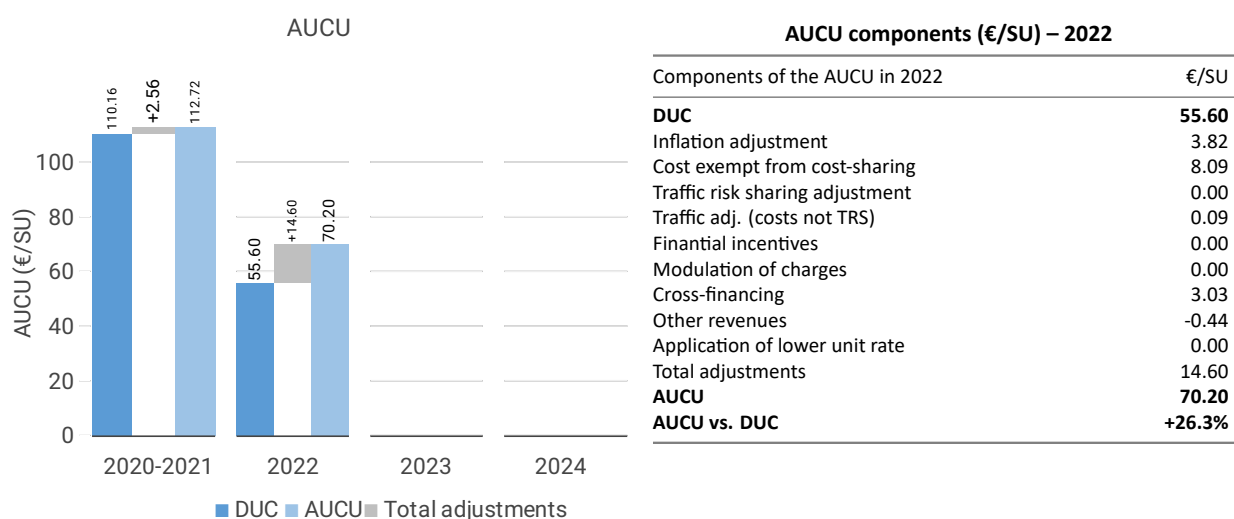 AUCU
AUCU (€/SU)
100
80
60
40
20
0
110.16
+2.56
112.72
55.60
+14.60
70.20
2020-2021
2022
2023
2024
DUC
AUCU
Total adjustments
AUCU components (€/SU) – 2022
Components of the AUCU in 2022 €/SU
DUC 55.60
Inflation adjustment 3.82
Cost exempt from cost-sharing 8.09
Traffic risk sharing adjustment 0.00
Traffic adj. (costs not TRS) 0.09
Finantial incentives 0.00
Modulation of charges 0.00
Cross-financing 3.03
Other revenues -0.44
Application of lower unit rate 0.00
Total adjustments 14.60
AUCU 70.20
AUCU vs. DUC +26.3%